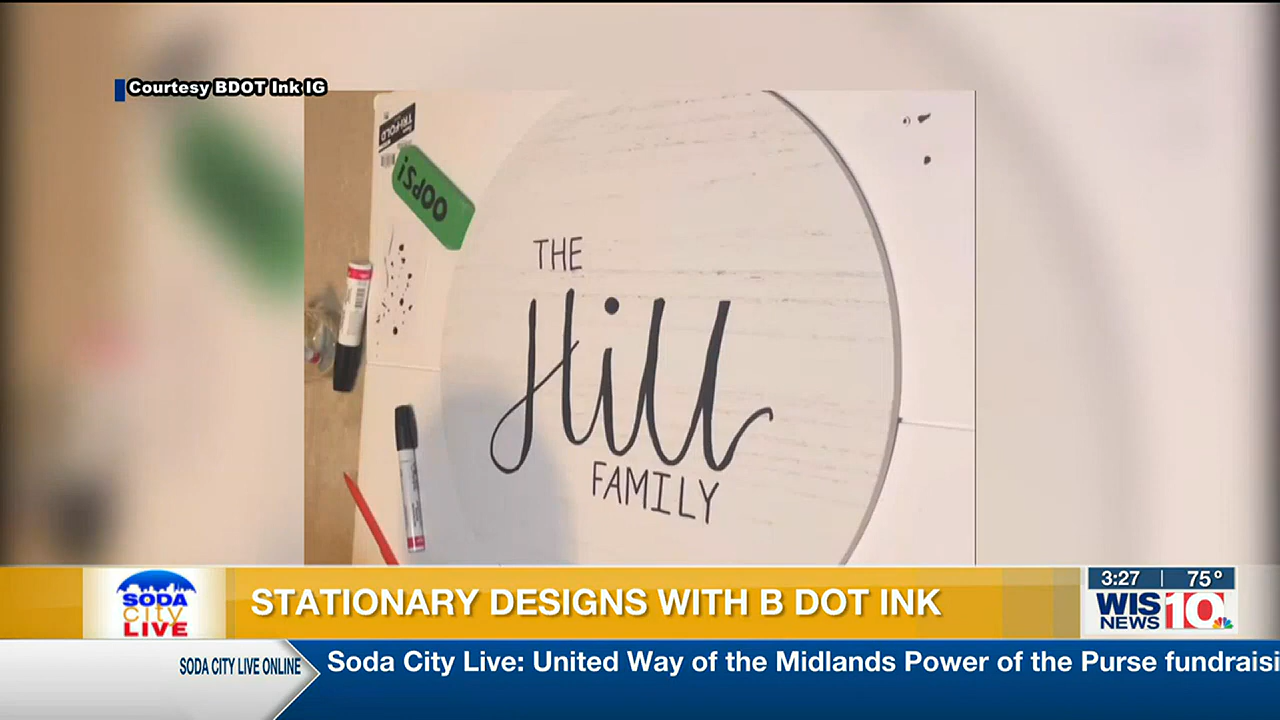 Courtesy BDOT Ink IG
TRI-FOLD
OOPS!
THE
Hill
FAMILY
SODA
city
LIVE
STATIONARY DESIGNS WITH B DOT INK
3:27 | 75°
WIS
NEWS
10
SODA CITY LIVE ONLINE
Soda City Live: United Way of the Midlands Power of the Purse fundraisi